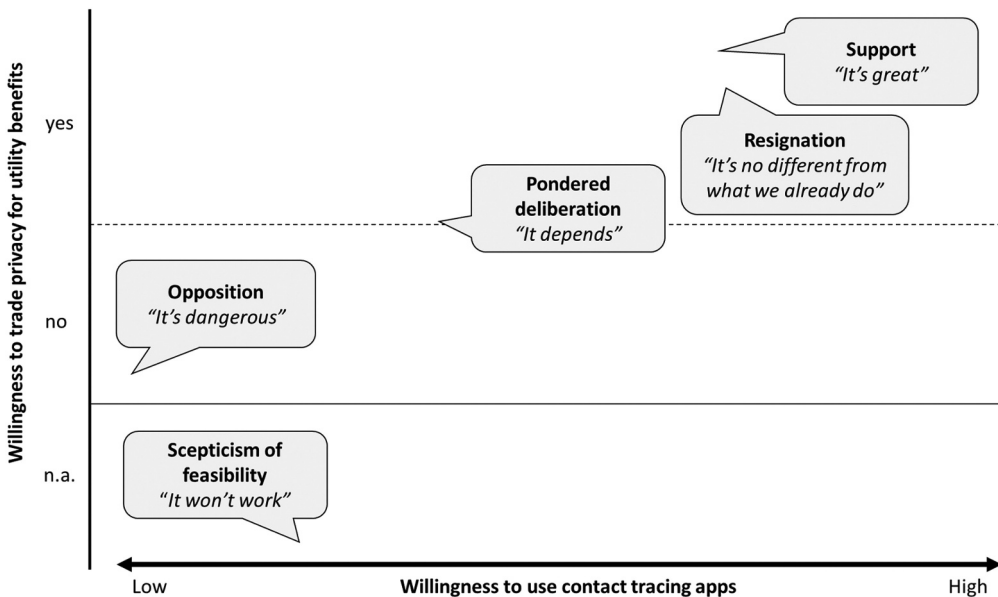 Willingness to trade privacy for utility benefits
yes
no
n.a.
Support
“It’s great”
Resignation
“It’s no different from
what we already do”
Pondered
deliberation
“It depends”
Opposition
“It’s dangerous”
Scepticism of
feasibility
“It won’t work”
Low
Willingness to use contact tracing apps
High